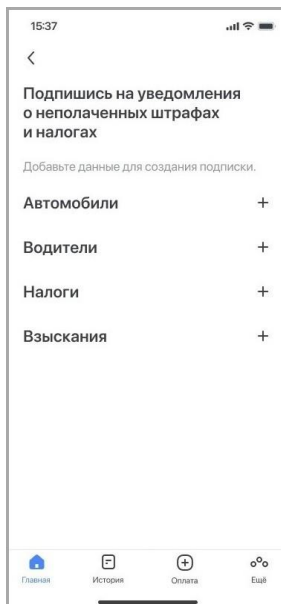 15:37
Подпишись на уведомления
о неполаченных штрафах
и налогах
Добавьте данные для создания подписки.
Автомобили +
Водители +
Налоги +
Взыскания +
Главная История Оплата Ещё